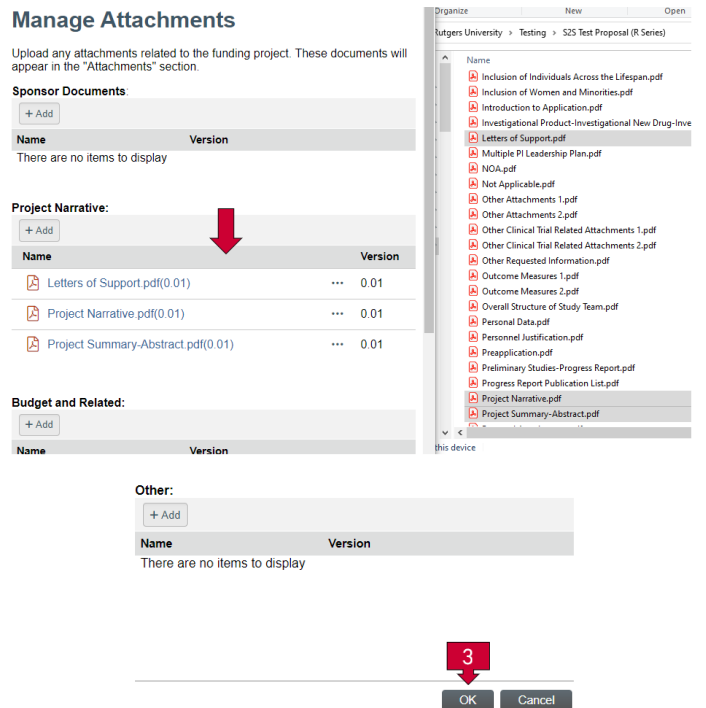 Manage Attachments
Upload any attachments related to the funding project. These documents will
appear in the "Attachments" section.
Sponsor Documents:
+ Add
Name Version
There are no items to display
Project Narrative:
+ Add
Name Version
Letters of Support.pdf(0.01) ... 0.01
Project Narrative.pdf(0.01) ... 0.01
Project Summary-Abstract.pdf(0.01) ... 0.01
Budget and Related:
+ Add
Name Version
Organize New Open
Rutgers University > Testing > S2S Test Proposal (R Series)
Name
Inclusion of Individuals Across the Lifespan.pdf
Inclusion of Women and Minorities.pdf
Introduction to Application.pdf
Investigational Product-Investigational New Drug-Inve
Letters of Support.pdf
Multiple PI Leadership Plan.pdf
NOA.pdf
Not Applicable.pdf
Other Attachments 1.pdf
Other Attachments 2.pdf
Other Clinical Trial Related Attachments 1.pdf
Other Clinical Trial Related Attachments 2.pdf
Other Requested Information.pdf
Outcome Measures 1.pdf
Outcome Measures 2.pdf
Overall Structure of Study Team.pdf
Personal Data.pdf
Personnel Justification.pdf
Preapplication.pdf
Preliminary Studies-Progress Report.pdf
Progress Report Publication List.pdf
Project Narrative.pdf
Project Summary-Abstract.pdf
this device
Other:
+ Add
Name Version
There are no items to display
3
OK Cancel